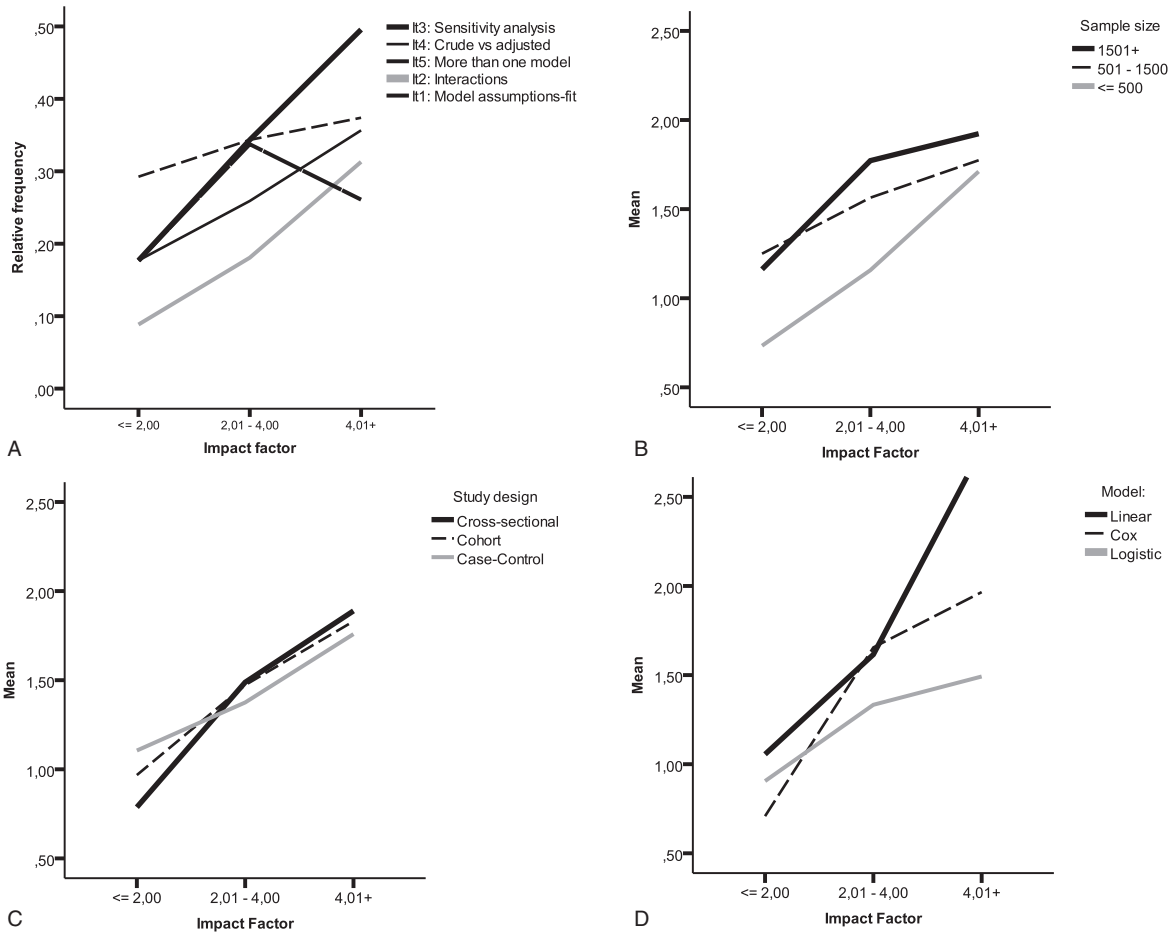 ,50
,40
,30
,20
,10
,00
Relative frequency
It3: Sensitivity analysis
It4: Crude vs adjusted
It5: More than one model
It2: Interactions
It1: Model assumptions-fit
<= 2,00 2,01 - 4,00 4,01+
Impact factor
A
2,50
2,00
1,50
1,00
,50
Mean
Sample size
1501+
501 - 1500
<= 500
<= 2,00 2,01 - 4,00 4,01+
Impact Factor
B
2,50
2,00
1,50
1,00
,50
Mean
Study design
Cross-sectional
Cohort
Case-Control
<= 2,00 2,01 - 4,00 4,01+
Impact Factor
C
2,50
2,00
1,50
1,00
,50
Mean
Model:
Linear
Cox
Logistic
<= 2,00 2,01 - 4,00 4,01+
Impact Factor
D